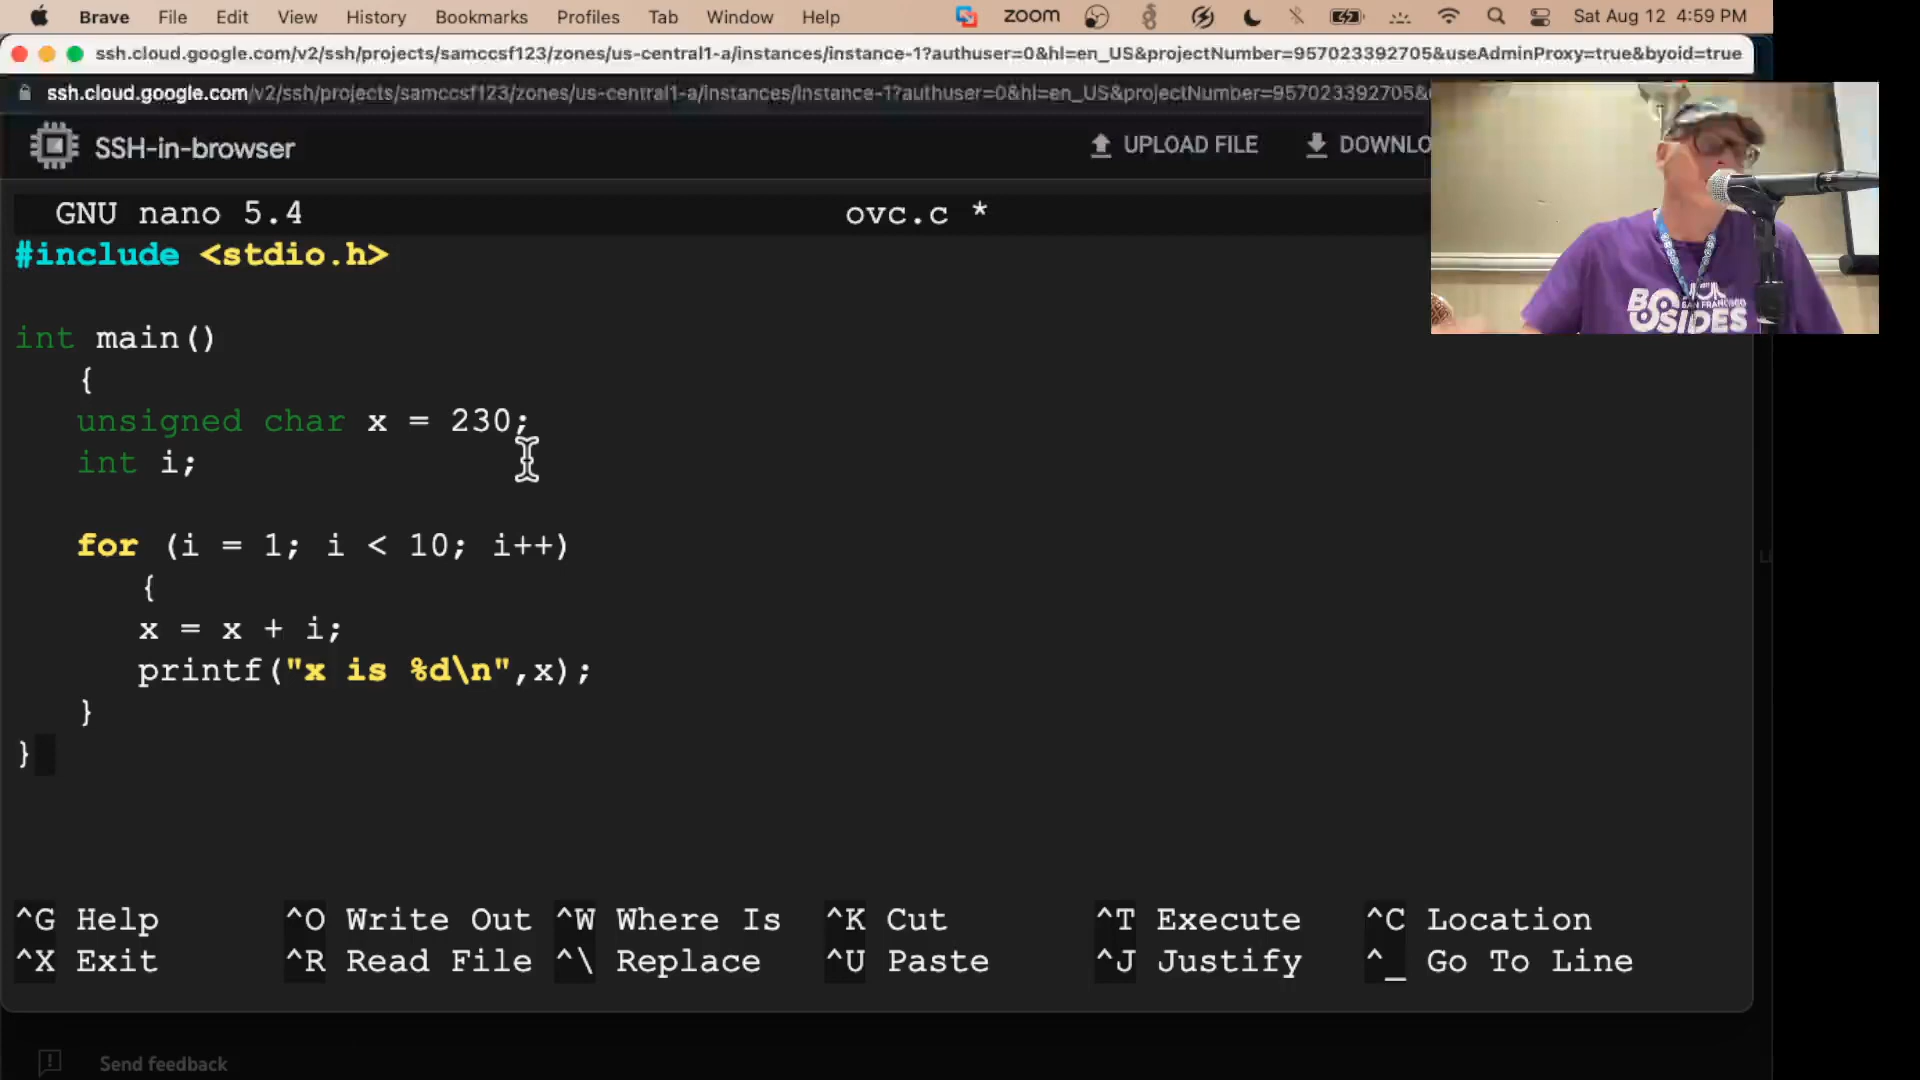 Brave File Edit View History Bookmarks Profiles Tab Window Help zoom Sat Aug 12 4:59 PM
ssh.cloud.google.com/v2/ssh/projects/samccsf123/zones/us-central1-a/instances/instance-1?authuser=0&hl=en_US&projectNumber=957023392705&useAdminProxy=true&byoid=true
ssh.cloud.google.com/v2/ssh/projects/samccsf123/zones/us-central1-a/instances/instance-1?authuser=0&hl=en_US&projectNumber=957023392705&
SSH-in-browser UPLOAD FILE DOWNLO
GNU nano 5.4 ovc.c *
#include <stdio.h>
int main()
{
unsigned char x = 230;
int i;
for (i = 1; i < 10; i++)
{
x = x + i;
printf("x is %d\n",x);
}
}
^G Help ^O Write Out ^W Where Is ^K Cut ^T Execute ^C Location
^X Exit ^R Read File ^\ Replace ^U Paste ^J Justify ^_ Go To Line
Send feedback
SAN FRANCISCO
SIDES